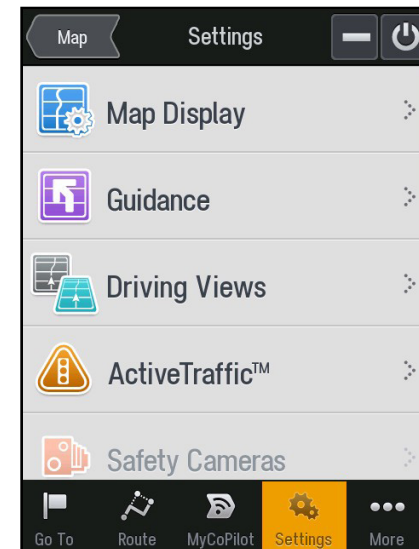 Map
Settings
Map Display
Guidance
Driving Views
ActiveTraffic™
Safety Cameras
Go To
Route
MyCoPilot
Settings
More